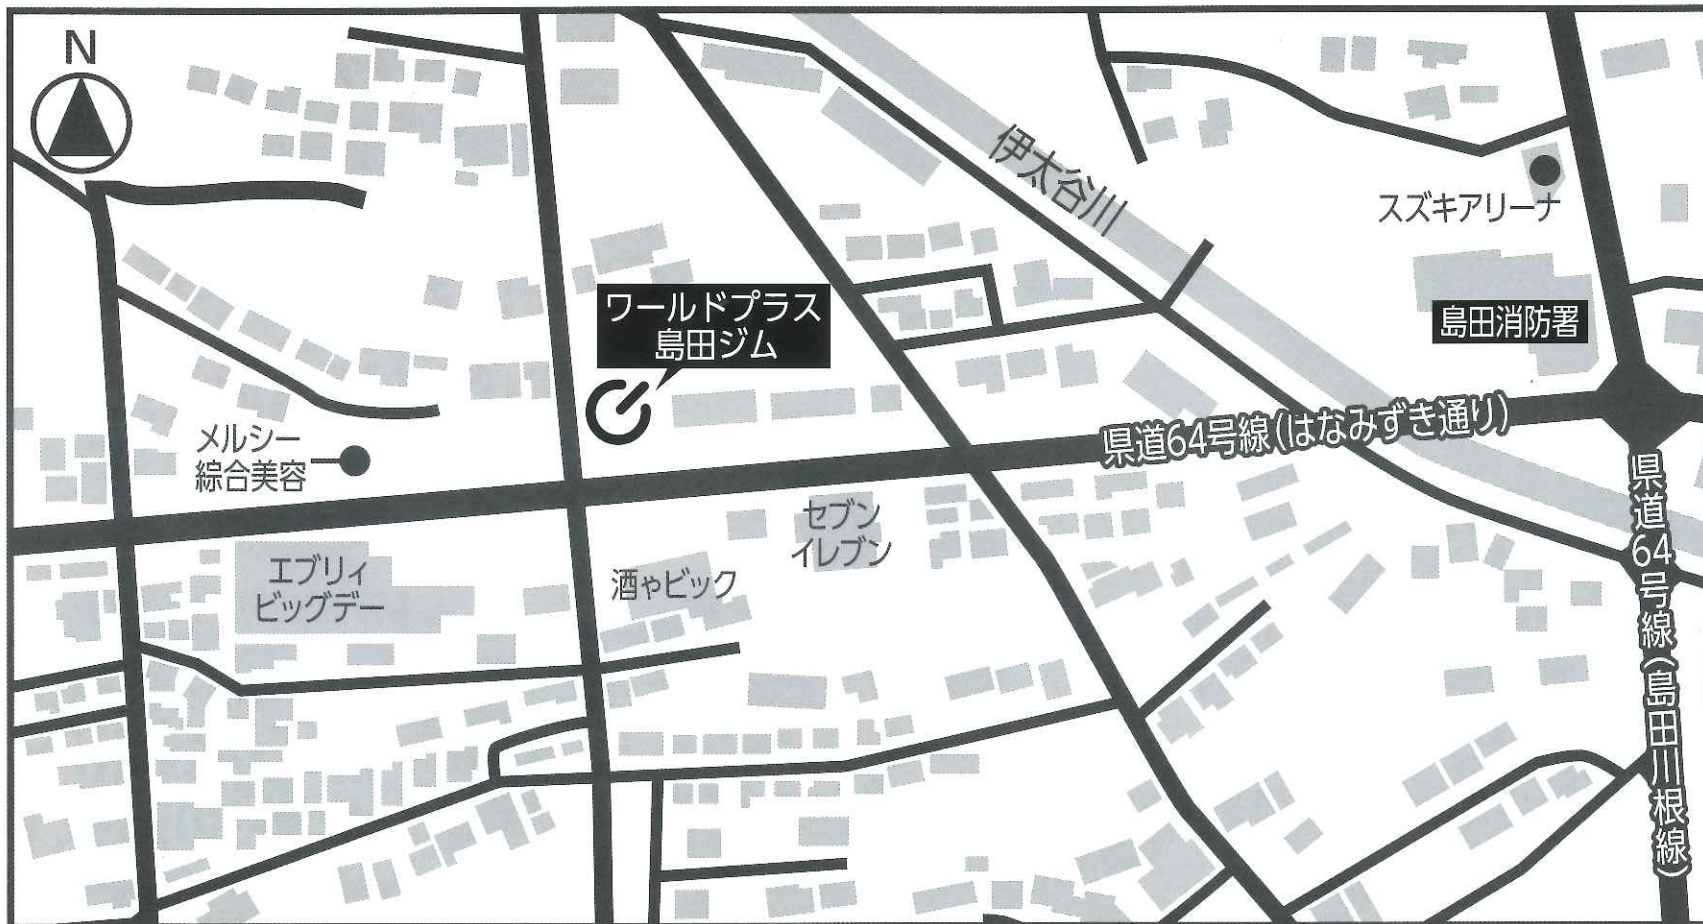 N
伊太谷川
スズキアリーナ
ワールドプラス
島田ジム
島田消防署
県道64号線(はなみずき通り)
メルシー
綜合美容
県道64号線(島田川根線)
セブン
イレブン
エブリィ
ビッグデー
酒やビック